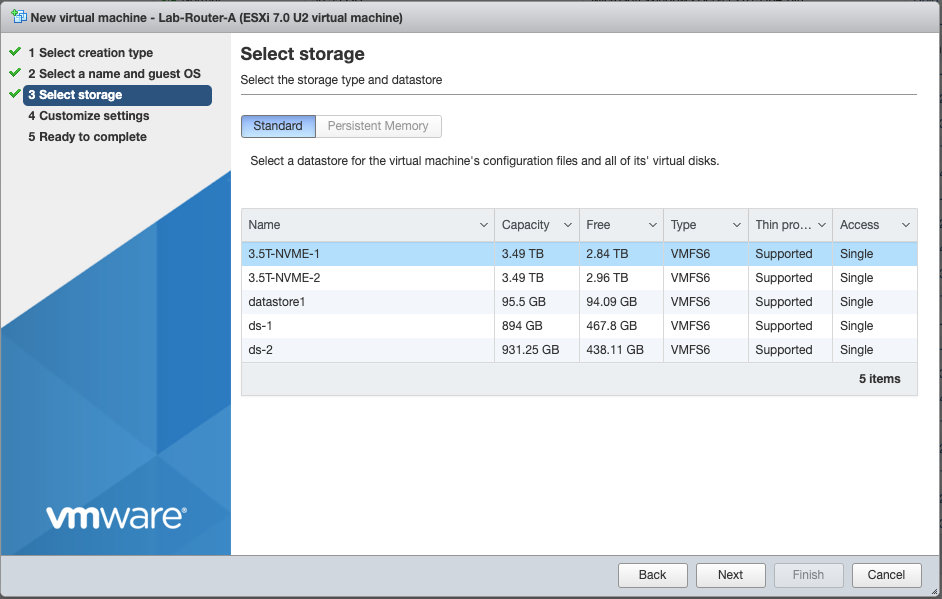 New virtual machine - Lab-Router-A (ESXi 7.0 U2 virtual machine)
1 Select creation type
2 Select a name and guest OS
3 Select storage
4 Customize settings
5 Ready to complete
vmware®
Select storage
Select the storage type and datastore
Standard Persistent Memory
Select a datastore for the virtual machine's configuration files and all of its' virtual disks.
Name Capacity Free Type Thin pro... Access
3.5T-NVME-1 3.49 TB 2.84 TB VMFS6 Supported Single
3.5T-NVME-2 3.49 TB 2.96 TB VMFS6 Supported Single
datastore1 95.5 GB 94.09 GB VMFS6 Supported Single
ds-1 894 GB 467.8 GB VMFS6 Supported Single
ds-2 931.25 GB 438.11 GB VMFS6 Supported Single
5 items
Back Next Finish Cancel